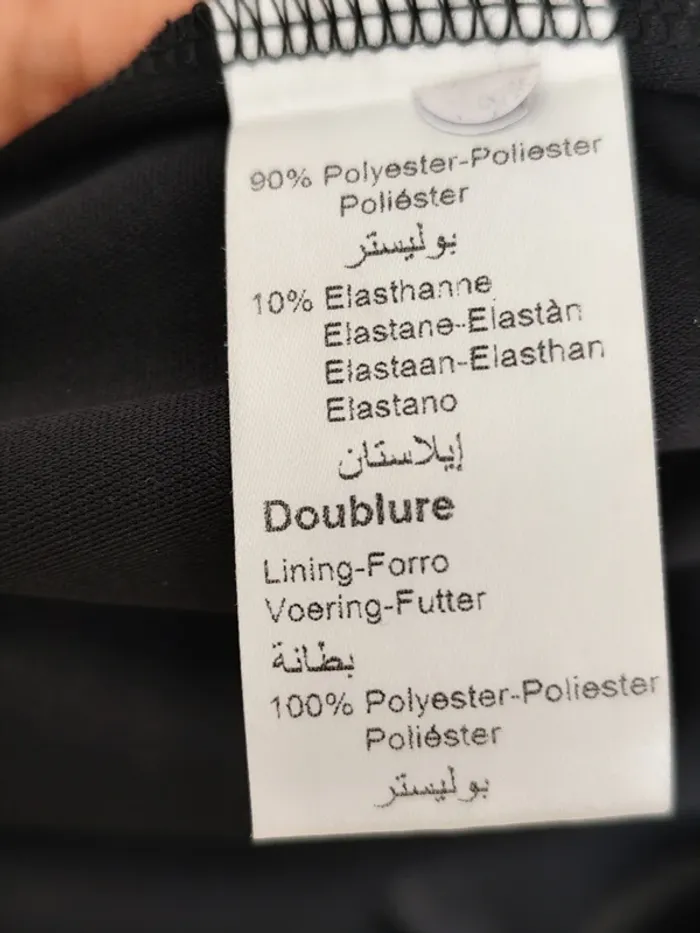 90% Polyester-Poliester
Poliéster
بوليستر
10% Elasthanne
Elastane-Elastàn
Elastaan-Elasthan
Elastano
إيلاستان
Doublure
Lining-Forro
Voering-Futter
بطانة
100% Polyester-Poliester
Poliéster
بوليستر